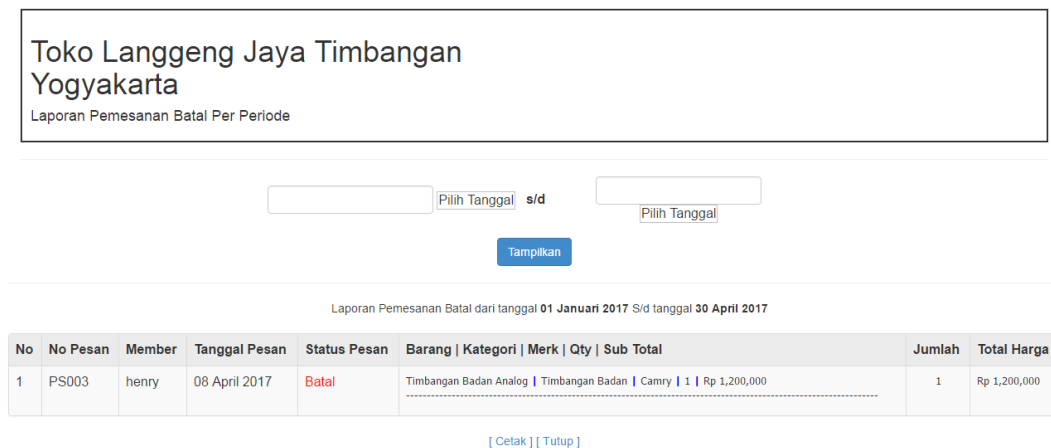 Toko Langgeng Jaya Timbangan
Yogyakarta
Laporan Pemesanan Batal Per Periode
Pilih Tanggal s/d
Pilih Tanggal
Tampilkan
Laporan Pemesanan Batal dari tanggal 01 Januari 2017 S/d tanggal 30 April 2017
No No Pesan Member Tanggal Pesan Status Pesan Barang | Kategori | Merk | Qty | Sub Total Jumlah Total Harga
1 PS003 henry 08 April 2017 Batal Timbangan Badan Analog | Timbangan Badan | Camry | 1 | Rp 1,200,000 1 Rp 1,200,000
[ Cetak ] [ Tutup ]